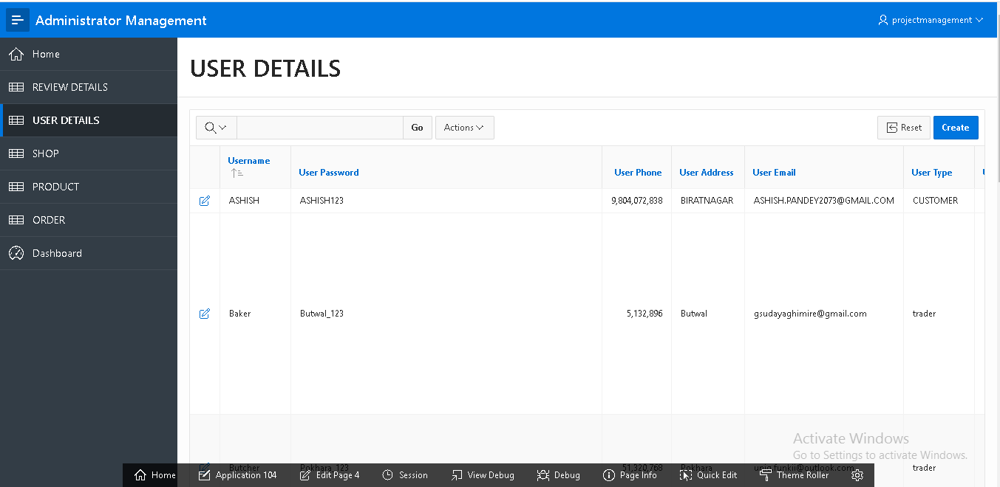 Administrator Management
projectmanagement
Home
REVIEW DETAILS
USER DETAILS
SHOP
PRODUCT
ORDER
Dashboard
USER DETAILS
Go
Actions
Reset
Create
Username
User Password
User Phone
User Address
User Email
User Type
ASHISH ASHISH123 9,804,072,838 BIRATNAGAR ASHISH.PANDEY2073@GMAIL.COM CUSTOMER
Baker Butwal_123 5,132,896 Butwal gsudayaghimire@gmail.com trader
Butcher Pokhara_123 51,320,768 Pokhara uniq.funkii@outlook.com trader
Activate Windows
Go to Settings to activate Windows.
Home Application 104 Edit Page 4 Session View Debug Debug Page Info Quick Edit Theme Roller